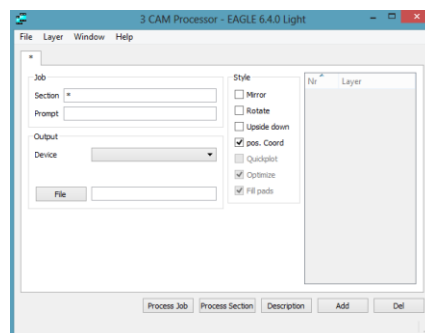 3 CAM Processor - EAGLE 6.4.0 Light
File Layer Window Help
*
Job
Section *
Prompt
Output
Device
File
Style
Mirror
Rotate
Upside down
pos. Coord
Quickplot
Optimize
Fill pads
Nr Layer
Process Job Process Section Description Add Del